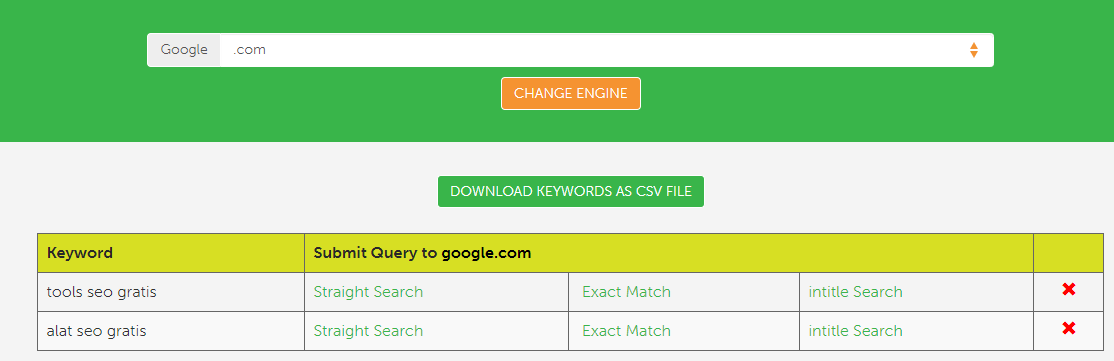 Google .com
CHANGE ENGINE
DOWNLOAD KEYWORDS AS CSV FILE
Keyword Submit Query to google.com
tools seo gratis Straight Search Exact Match intitle Search
alat seo gratis Straight Search Exact Match intitle Search